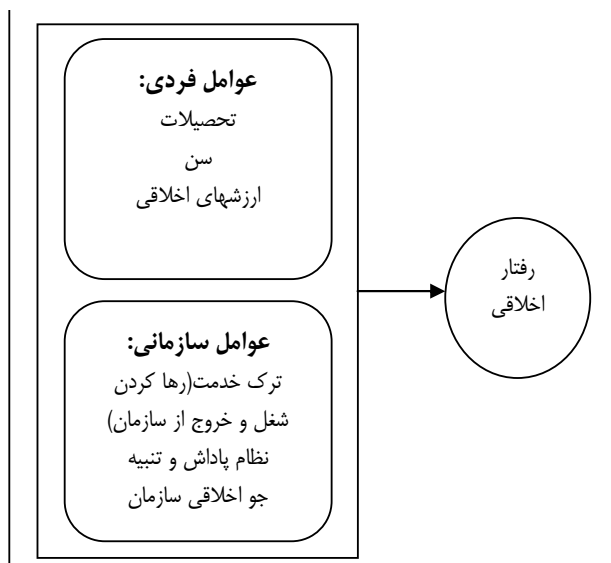 عوامل فردی:
تحصیلات
سن
ارزشهای اخلاقی
عوامل سازمانی:
ترک خدمت(رها کردن
شغل و خروج از سازمان)
نظام پاداش و تنبیه
جو اخلاقی سازمان
رفتار
اخلاقی